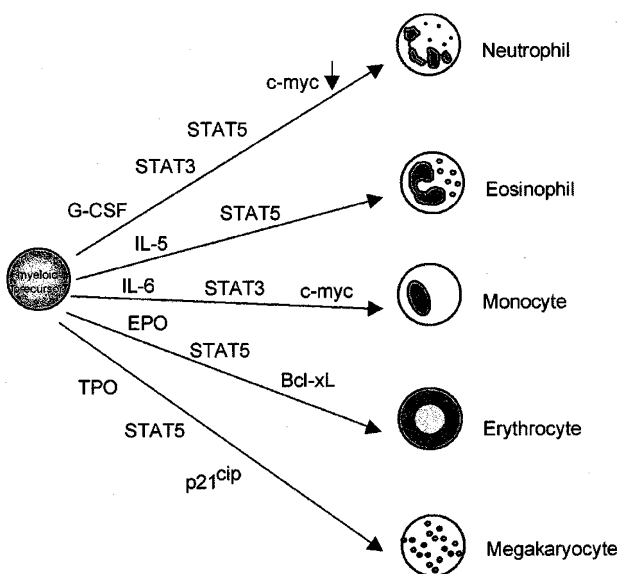 Neutrophil
c-myc ↓
STAT5
STAT3
G-CSF
Eosinophil
STAT5
IL-5
myeloid
precursor
IL-6
STAT3
c-myc
Monocyte
EPO
STAT5
Bcl-xL
Erythrocyte
TPO
STAT5
p21cip
Megakaryocyte